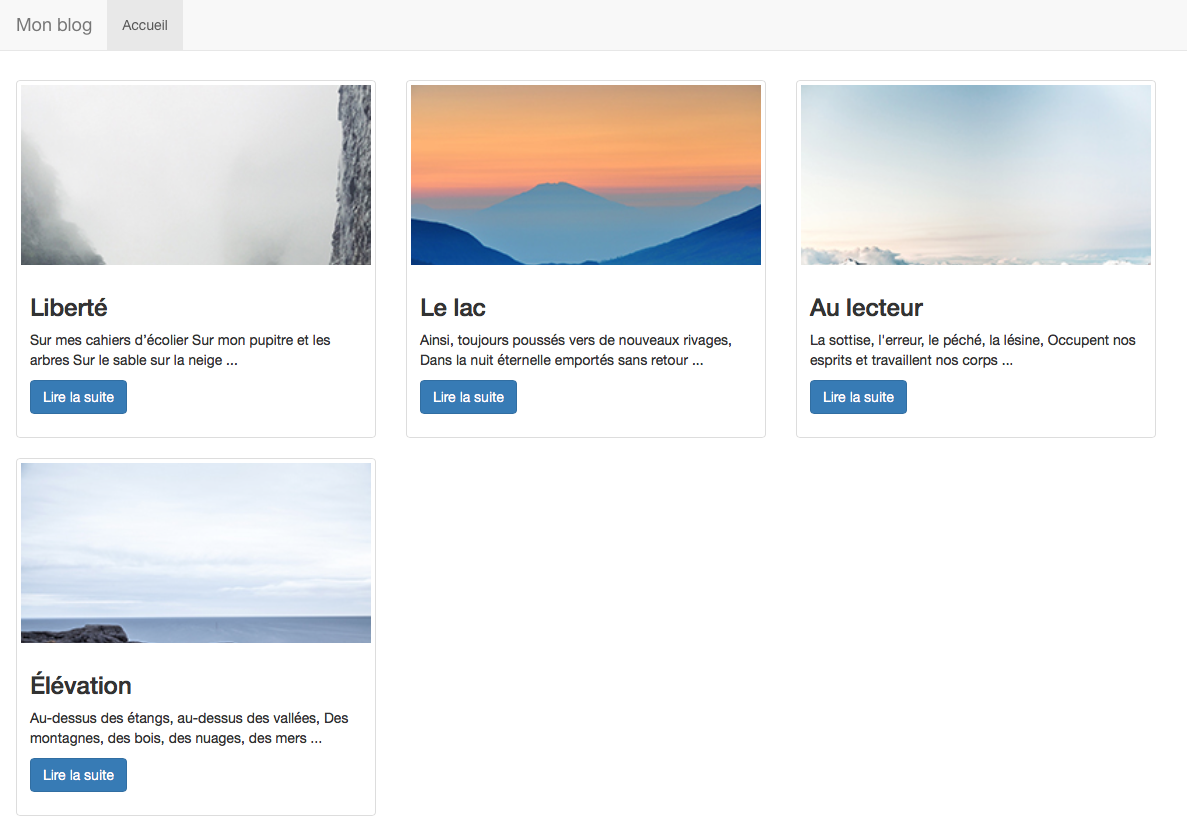 Mon blog Accueil
Liberté
Sur mes cahiers d’écolier Sur mon pupitre et les
arbres Sur le sable sur la neige ...
Lire la suite
Le lac
Ainsi, toujours poussés vers de nouveaux rivages,
Dans la nuit éternelle emportés sans retour ...
Lire la suite
Au lecteur
La sottise, l'erreur, le péché, la lésine, Occupent nos
esprits et travaillent nos corps ...
Lire la suite
Élévation
Au-dessus des étangs, au-dessus des vallées, Des
montagnes, des bois, des nuages, des mers ...
Lire la suite